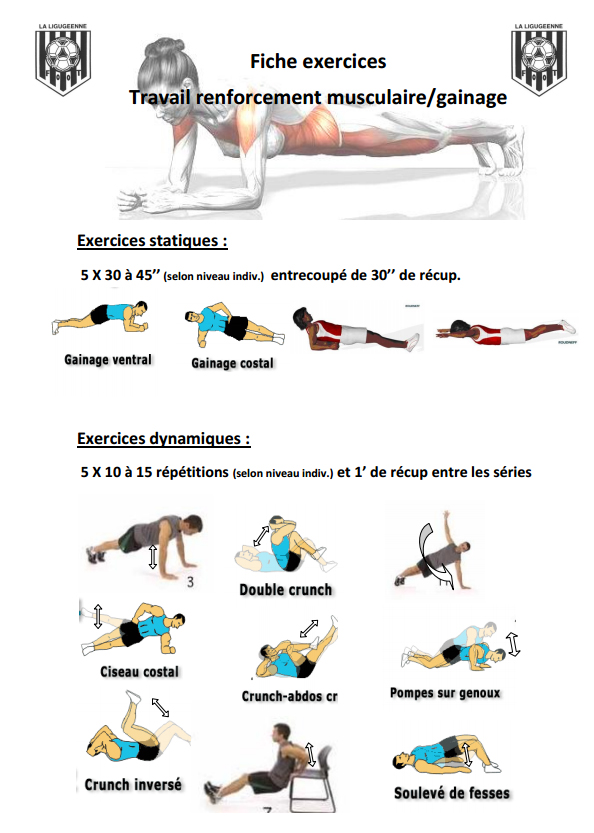 LA LIGUGEENNE
LA LIGUGEENNE
FOOT
FOOT
Fiche exercices
Travail renforcement musculaire/gainage
Exercices statiques :
5 X 30 à 45’’ (selon niveau indiv.) entrecoupé de 30’’ de récup.
Gainage ventral
Gainage costal
Exercices dynamiques :
5 X 10 à 15 répétitions (selon niveau indiv.) et 1’ de récup entre les séries
3
Double crunch
Ciseau costal
Crunch-abdos cr
Pompes sur genoux
Crunch inversé
7
Soulevé de fesses